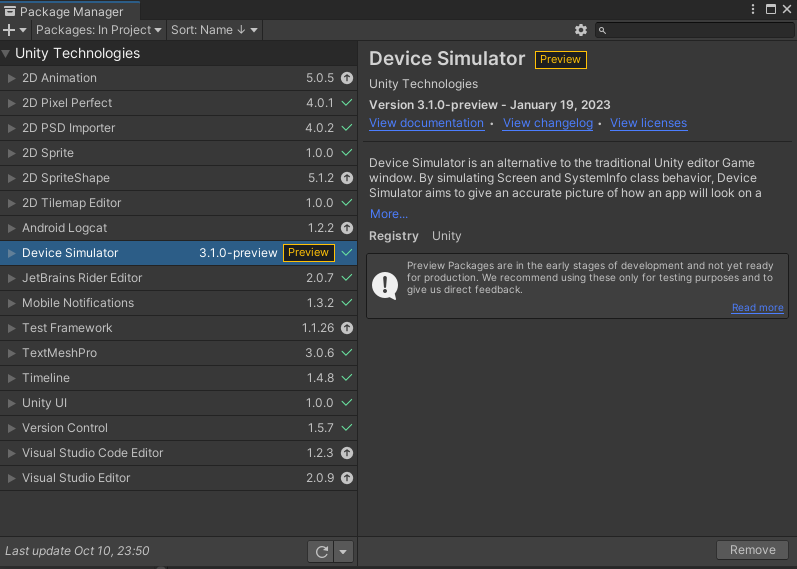 Package Manager
Packages: In Project
Sort: Name ↓
Unity Technologies
2D Animation 5.0.5
2D Pixel Perfect 4.0.1
2D PSD Importer 4.0.2
2D Sprite 1.0.0
2D SpriteShape 5.1.2
2D Tilemap Editor 1.0.0
Android Logcat 1.2.2
Device Simulator 3.1.0-preview Preview
JetBrains Rider Editor 2.0.7
Mobile Notifications 1.3.2
Test Framework 1.1.26
TextMeshPro 3.0.6
Timeline 1.4.8
Unity UI 1.0.0
Version Control 1.5.7
Visual Studio Code Editor 1.2.3
Visual Studio Editor 2.0.9
Last update Oct 10, 23:50
Device Simulator Preview
Unity Technologies
Version 3.1.0-preview - January 19, 2023
View documentation • View changelog • View licenses
Device Simulator is an alternative to the traditional Unity editor Game
window. By simulating Screen and SystemInfo class behavior, Device
Simulator aims to give an accurate picture of how an app will look on a
More...
Registry Unity
Preview Packages are in the early stages of development and not yet ready
for production. We recommend using these only for testing purposes and to
give us direct feedback.
Read more
Remove